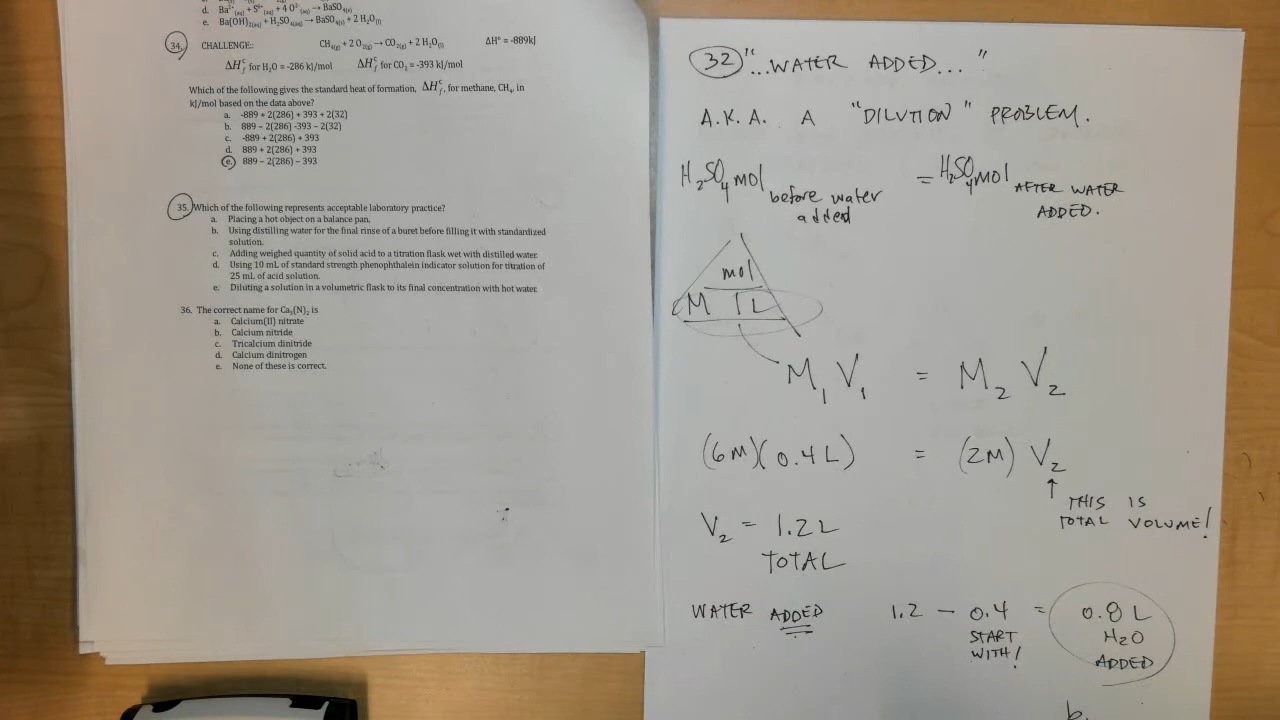 d. Ba²⁺(aq) + S⁶⁺(aq) + 4 O²⁻(aq) → BaSO₄(s)
e. Ba(OH)₂(aq) + H₂SO₄(aq) → BaSO₄(s) + 2 H₂O(l)
34. CHALLENGE: CH₄(g) + 2 O₂(g) → CO₂(g) + 2 H₂O(l) ΔH° = -889kJ
for H₂O = -286 kJ/mol for CO₂ = -393 kJ/mol
Which of the following gives the standard heat of formation, for methane, CH₄, in
kJ/mol based on the data above?
a. -889 + 2(286) + 393 + 2(32)
b. 889 – 2(286) -393 – 2(32)
c. -889 + 2(286) + 393
d. 889 + 2(286) + 393
e. 889 – 2(286) – 393
35. Which of the following represents acceptable laboratory practice?
a. Placing a hot object on a balance pan.
b. Using distilling water for the final rinse of a buret before filling it with standardized
solution.
c. Adding weighed quantity of solid acid to a titration flask wet with distilled water.
d. Using 10 mL of standard strength phenophthalein indicator solution for titration of
25 mL of acid solution.
e. Diluting a solution in a volumetric flask to its final concentration with hot water.
36. The correct name for Ca₃(N)₂ is
a. Calcium(II) nitrate
b. Calcium nitride
c. Tricalcium dinitride
d. Calcium dinitrogen
e. None of these is correct.
32 "...WATER ADDED..."
A.K.A. A "DILUTION" PROBLEM.
H₂SO₄ mol before water added = H₂SO₄ mol AFTER WATER ADDED.
mol
M L
M₁ V₁ = M₂ V₂
(6M)(0.4 L) = (2M) V₂
↑ THIS IS
TOTAL VOLUME!
V₂ = 1.2 L
TOTAL
WATER ADDED 1.2 – 0.4 = 0.8 L
START H₂O
WITH! ADDED